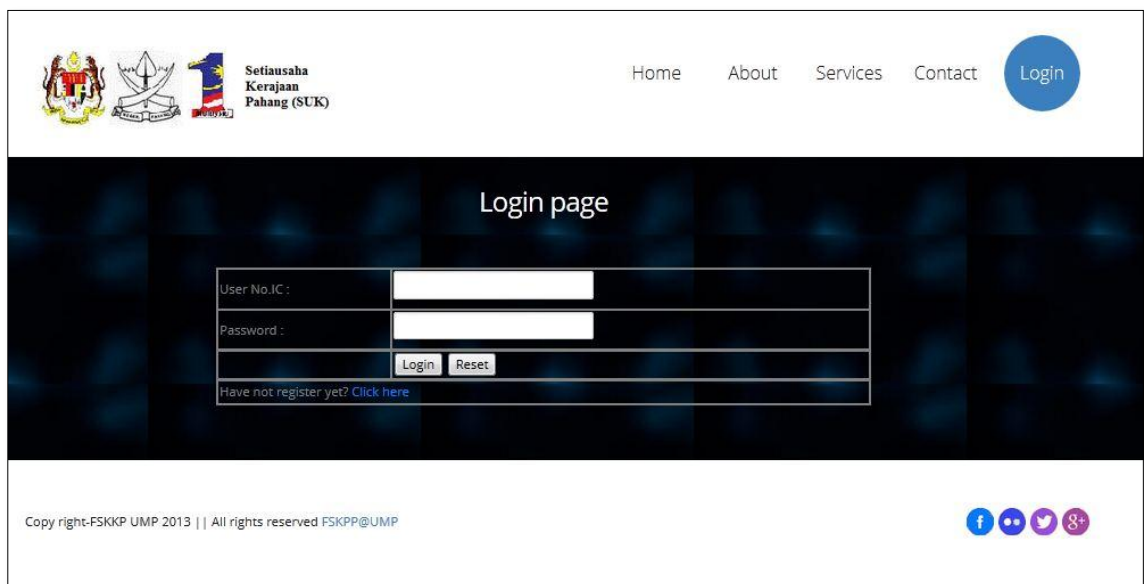 Setiausaha
Kerajaan
Pahang (SUK)
Home About Services Contact Login
Login page
User No.IC :
Password :
Login Reset
Have not register yet? Click here
Copy right-FSKKP UMP 2013 || All rights reserved FSKPP@UMP